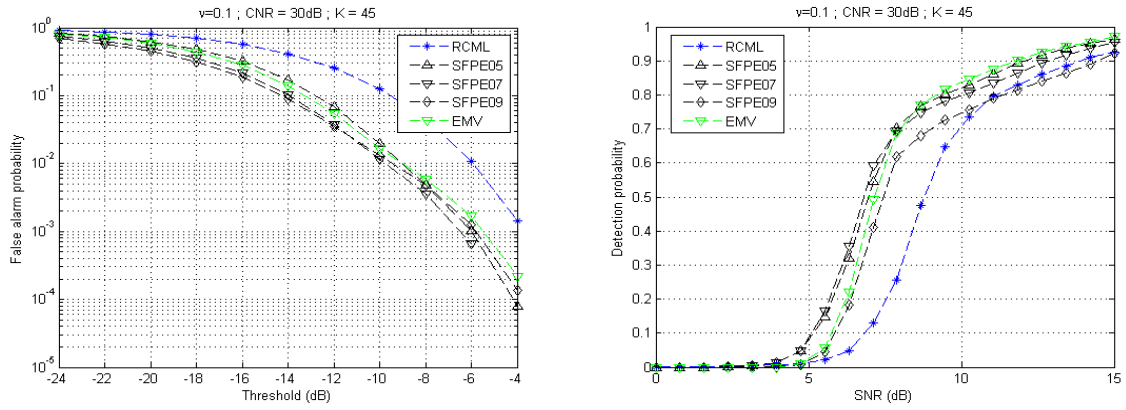 ν=0.1 ; CNR = 30dB ; K = 45
10^0
10^-1
10^-2
10^-3
10^-4
10^-5
False alarm probability
RCML
SFPE05
SFPE07
SFPE09
EMV
-24 -22 -20 -18 -16 -14 -12 -10 -8 -6 -4
Threshold (dB)
ν=0.1 ; CNR = 30dB ; K = 45
1
0.9
0.8
0.7
0.6
0.5
0.4
0.3
0.2
0.1
0
Detection probability
RCML
SFPE05
SFPE07
SFPE09
EMV
0 5 10 15
SNR (dB)